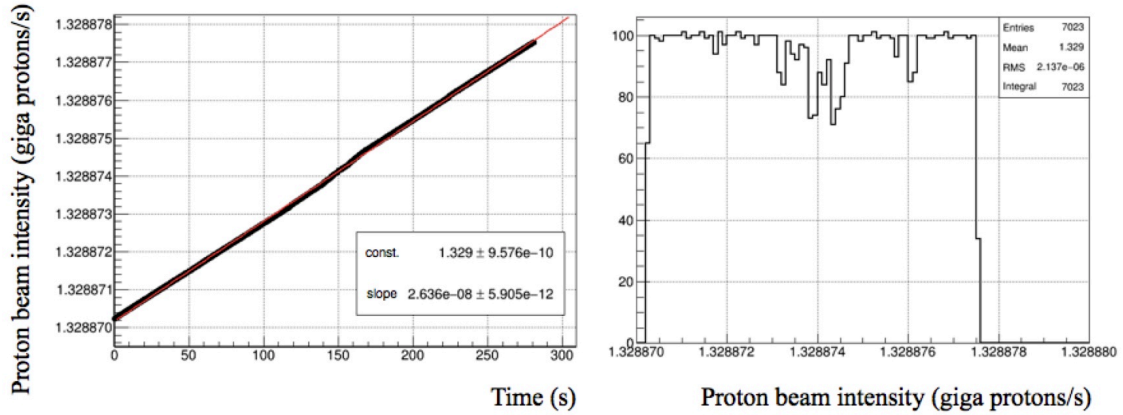 Proton beam intensity (giga protons/s)
1.328878
1.328877
1.328876
1.328875
1.328874
1.328873
1.328872
1.328871
1.328870
const. 1.329 ± 9.576e−10
slope 2.636e−08 ± 5.905e−12
0 50 100 150 200 250 300
Time (s)
Entries 7023
Mean 1.329
RMS 2.137e−06
Integral 7023
100
80
60
40
20
0
1.328870 1.328872 1.328874 1.328876 1.328878 1.328880
Proton beam intensity (giga protons/s)